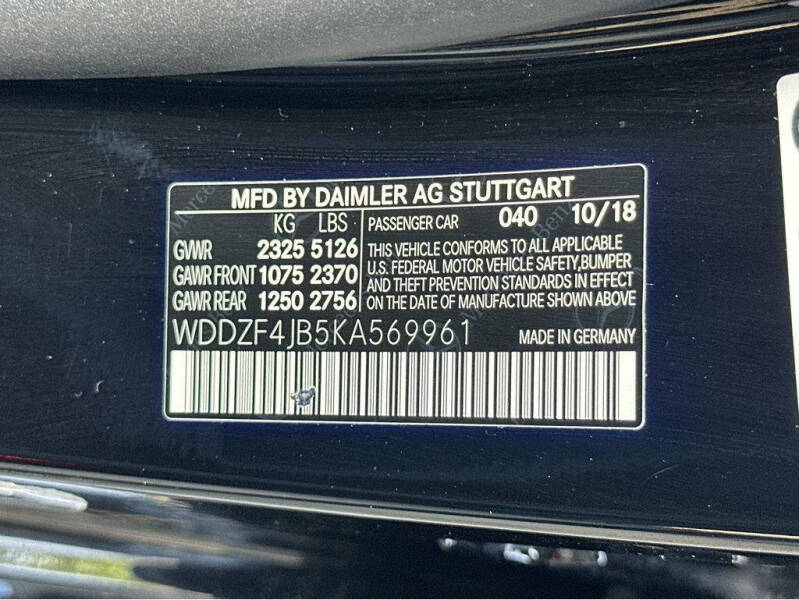 MFD BY DAIMLER AG STUTTGART
KG LBS PASSENGER CAR 040 10/18
GVWR 2325 5126
GAWR FRONT 1075 2370
GAWR REAR 1250 2756
THIS VEHICLE CONFORMS TO ALL APPLICABLE
U.S. FEDERAL MOTOR VEHICLE SAFETY,BUMPER
AND THEFT PREVENTION STANDARDS IN EFFECT
ON THE DATE OF MANUFACTURE SHOWN ABOVE
WDDZF4JB5KA569961 MADE IN GERMANY